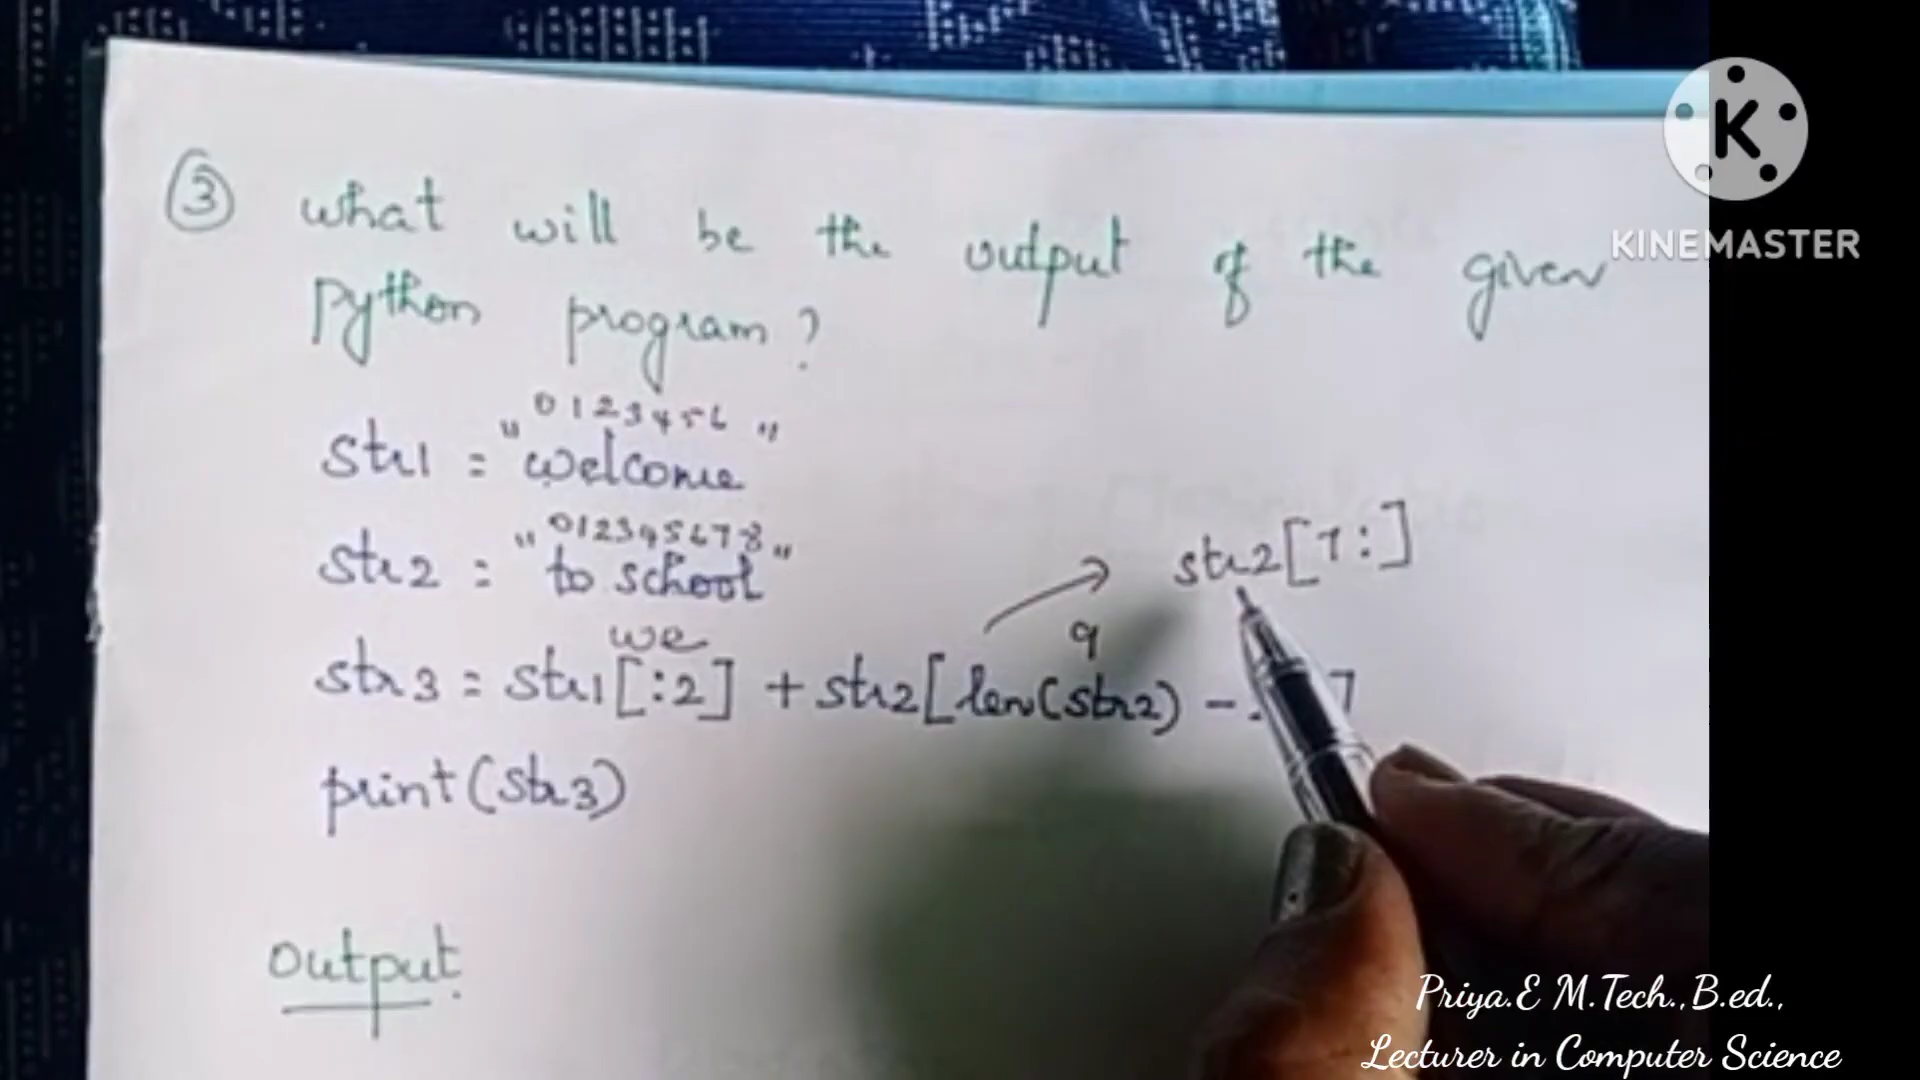 ③ what will be the output of the given
python program?
0123456
str1 = "welcome"
012345678
str2 = "to school"
we
str2[7:]
9
str3 = str1[:2] + str2[len(str2) -
print(str3)
Output
K
KINEMASTER
Priya.E M.Tech.,B.ed.,
Lecturer in Computer Science